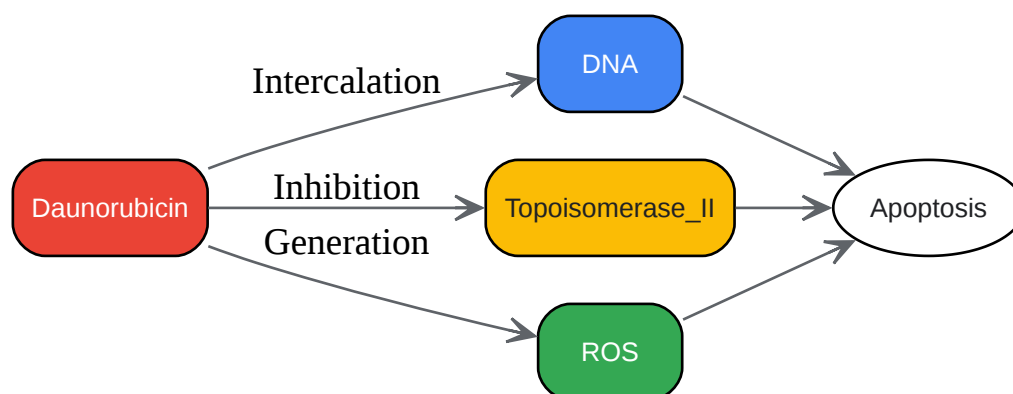 DNA
Intercalation
Daunorubicin
Inhibition
Topoisomerase_II
Apoptosis
Generation
ROS